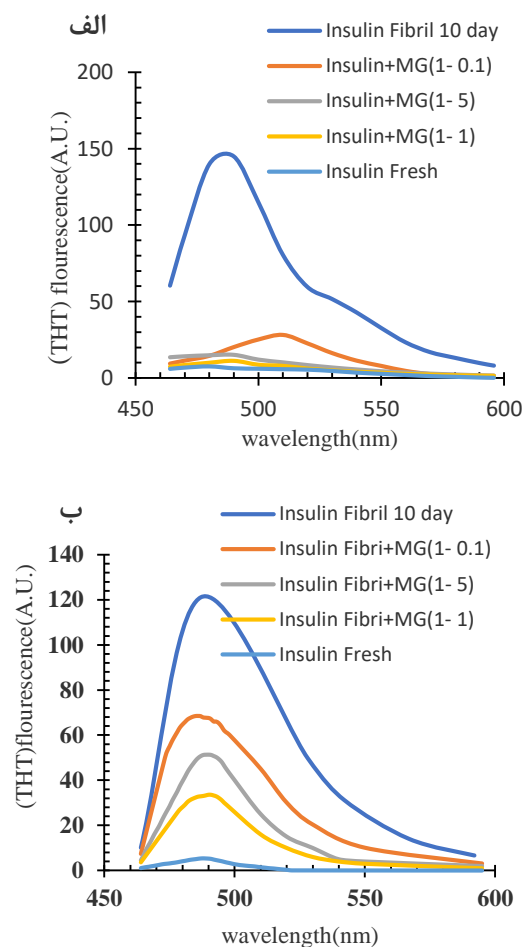 الف
Insulin Fibril 10 day
Insulin+MG(1- 0.1)
Insulin+MG(1- 5)
Insulin+MG(1- 1)
Insulin Fresh
200
150
100
50
0
450 500 550 600
wavelength(nm)
(THT) flourescence(A.U.)
ب
Insulin Fibril 10 day
Insulin Fibri+MG(1- 0.1)
Insulin Fibri+MG(1- 5)
Insulin Fibri+MG(1- 1)
Insulin Fresh
140
120
100
80
60
40
20
0
450 500 550 600
wavelength(nm)
(THT)flourescence(A.U.)